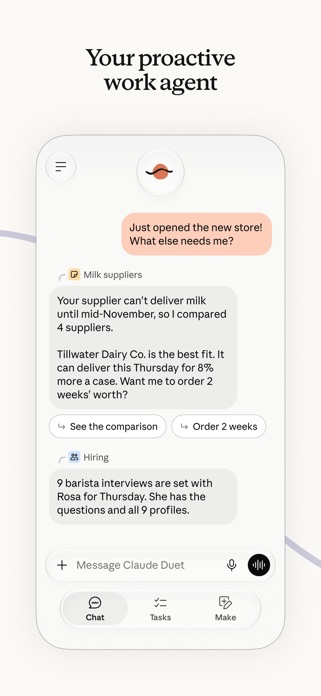 Your proactive
work agent
Just opened the new store!
What else needs me?
Milk suppliers
Your supplier can't deliver milk
until mid-November, so I compared
4 suppliers.
Tillwater Dairy Co. is the best fit. It
can deliver this Thursday for 8%
more a case. Want me to order 2
weeks' worth?
See the comparison
Order 2 weeks
Hiring
9 barista interviews are set with
Rosa for Thursday. She has the
questions and all 9 profiles.
Message Claude Duet
Chat
Tasks
Make